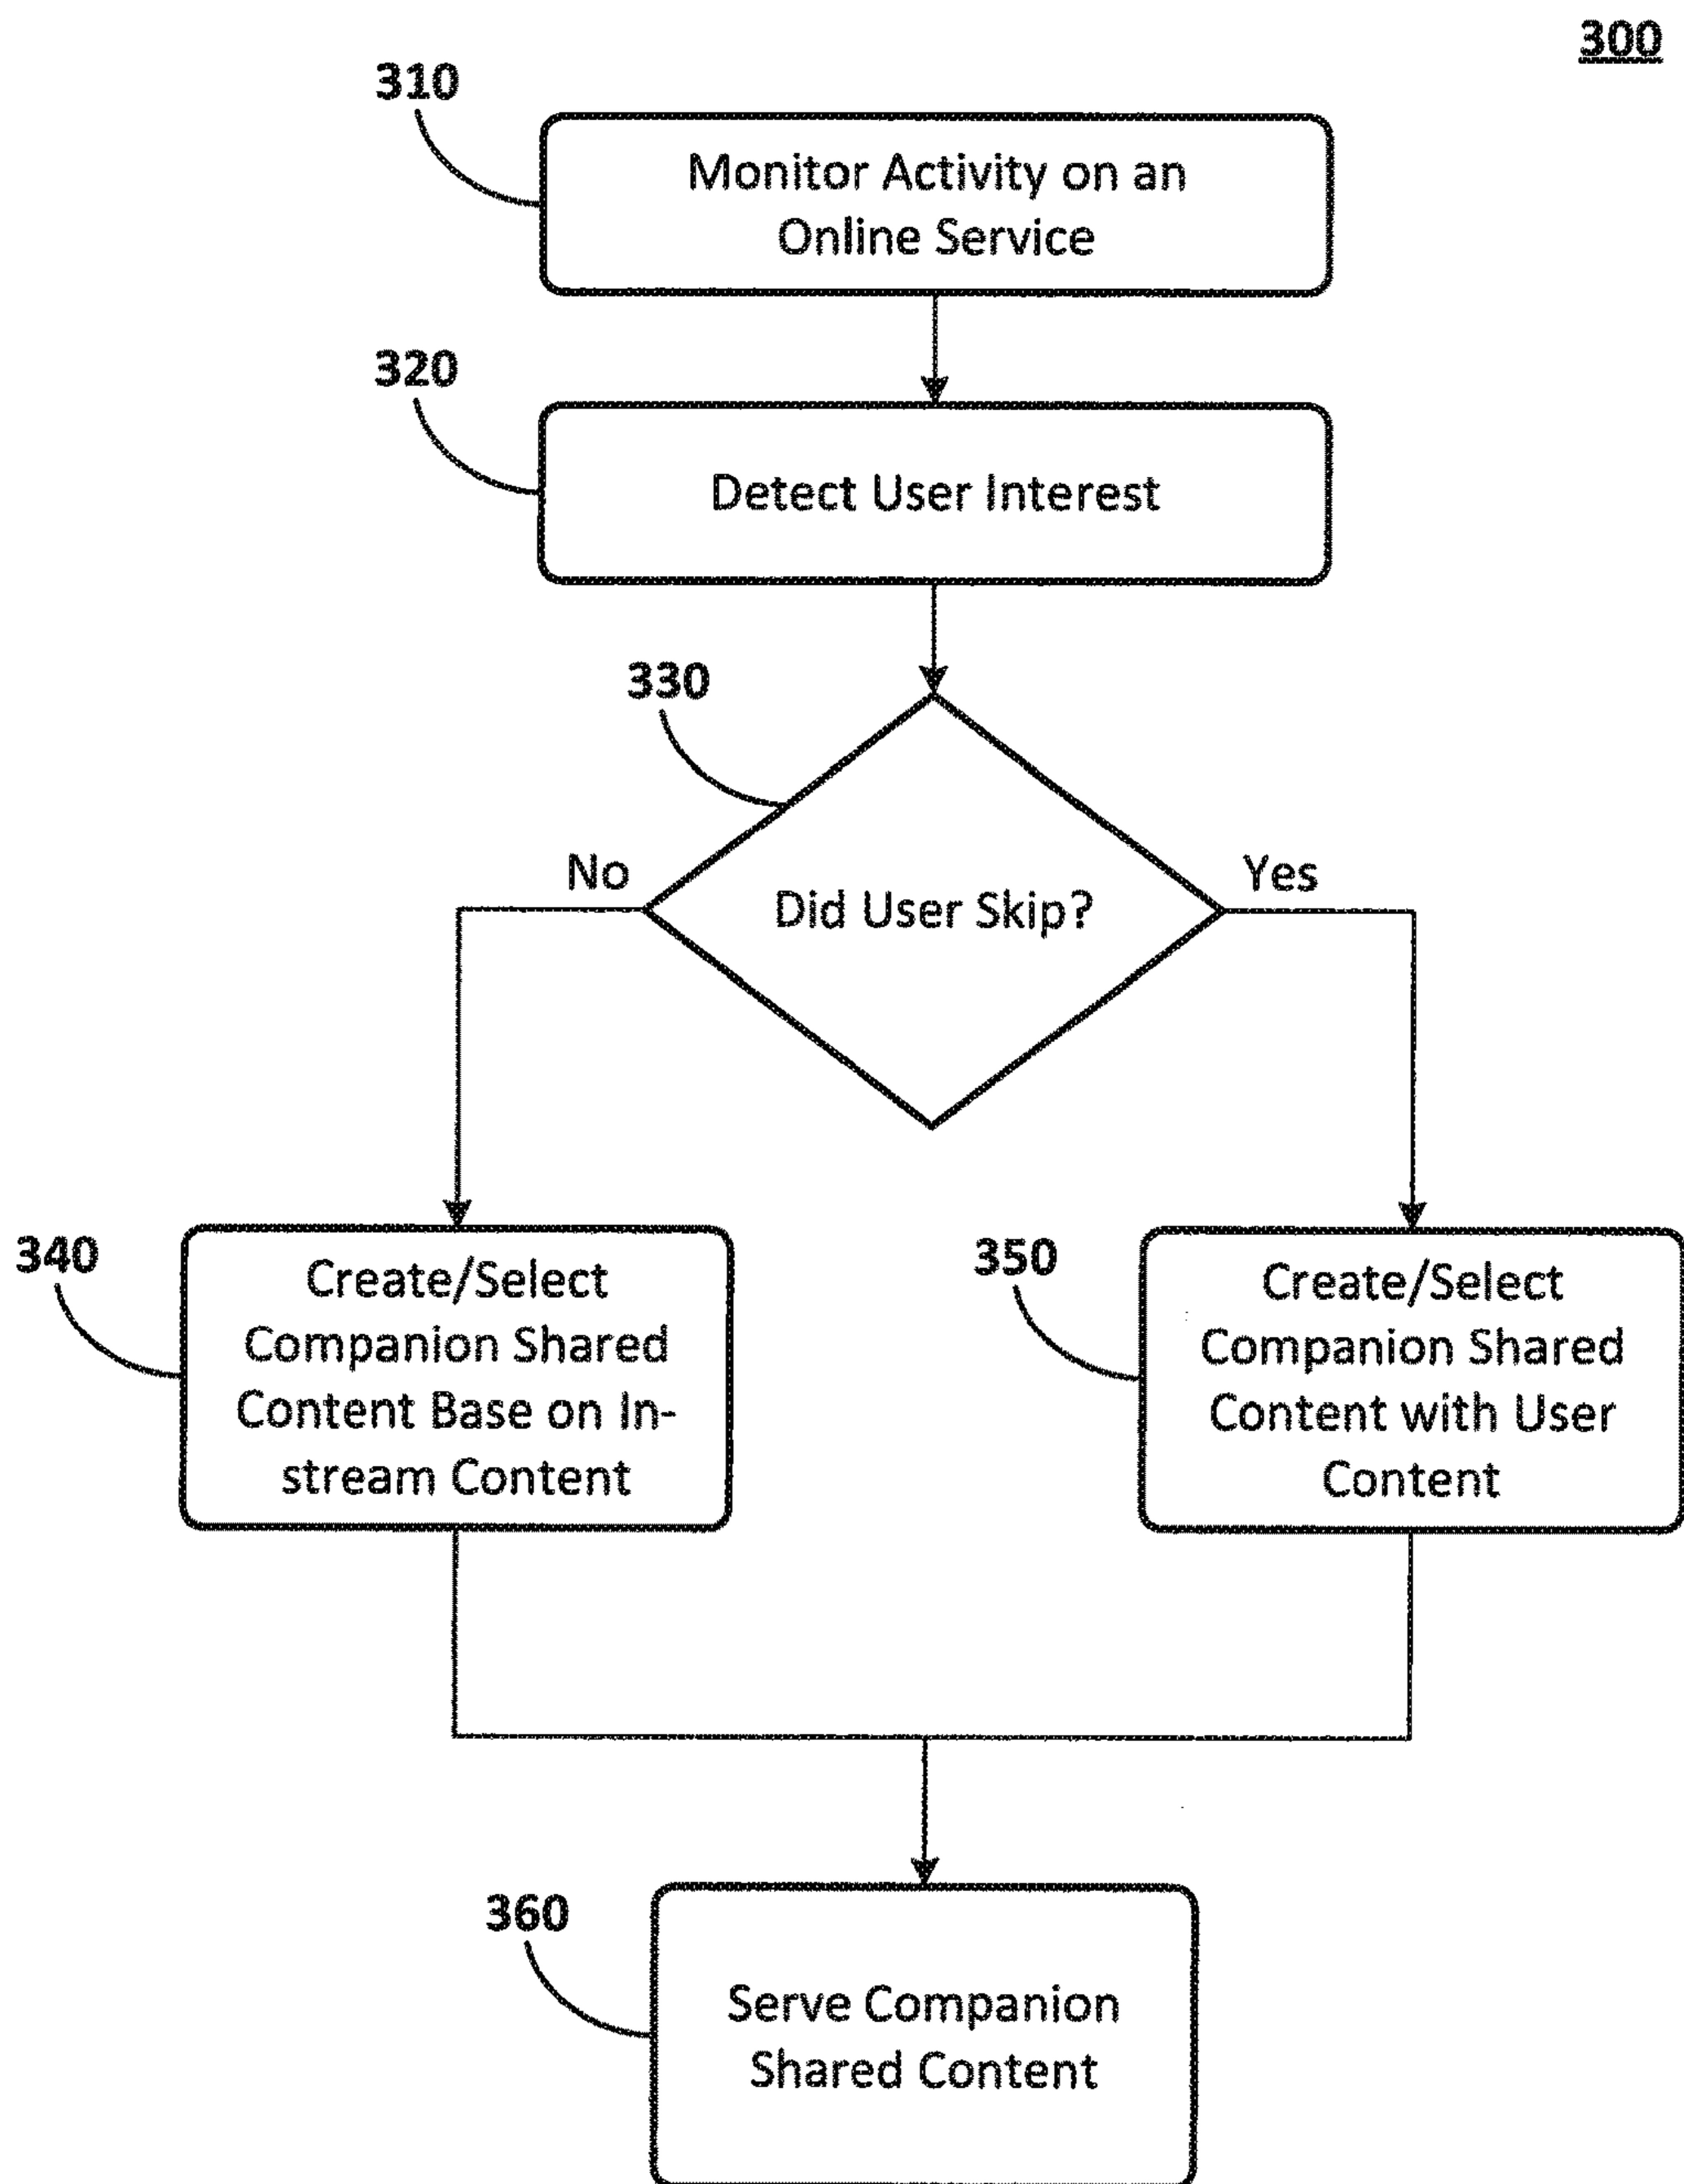 300
310
Monitor Activity on an
Online Service
320
Detect User Interest
330
No
Yes
Did User Skip?
340
Create/Select
Companion Shared
Content Base on In-
stream Content
350
Create/Select
Companion Shared
Content with User
Content
360
Serve Companion
Shared Content